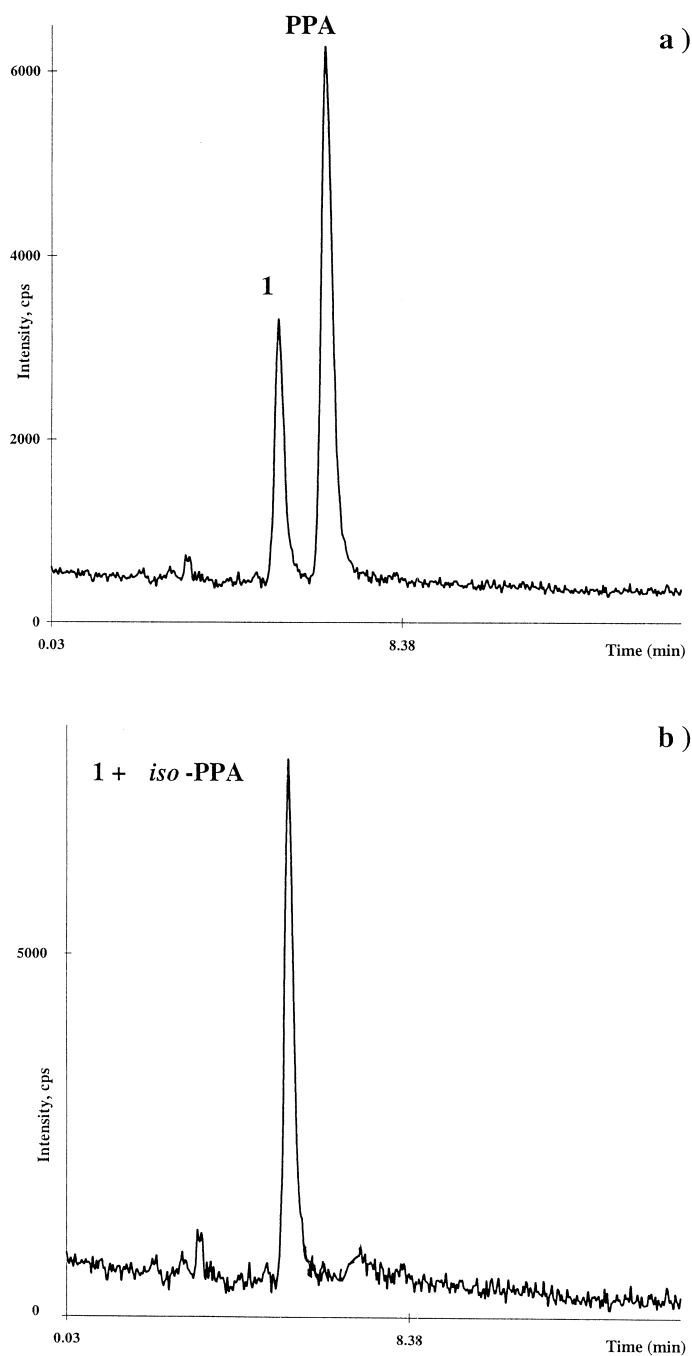 PPA
a )
6000
4000
1
Intensity, cps
2000
0
0.03
8.38
Time (min)
b )
1 + iso -PPA
5000
Intensity, cps
0
0.03
8.38
Time (min)